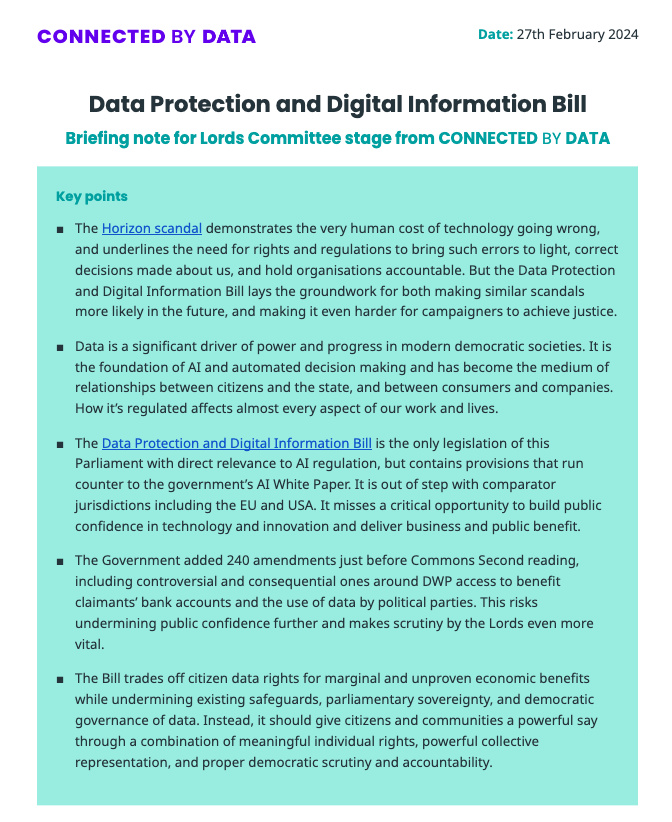 CONNECTED BY DATA
Date: 27th February 2024
Data Protection and Digital Information Bill
Briefing note for Lords Committee stage from CONNECTED BY DATA
Key points
▪ The Horizon scandal demonstrates the very human cost of technology going wrong,
and underlines the need for rights and regulations to bring such errors to light, correct
decisions made about us, and hold organisations accountable. But the Data Protection
and Digital Information Bill lays the groundwork for both making similar scandals
more likely in the future, and making it even harder for campaigners to achieve justice.
▪ Data is a significant driver of power and progress in modern democratic societies. It is
the foundation of AI and automated decision making and has become the medium of
relationships between citizens and the state, and between consumers and companies.
How it’s regulated affects almost every aspect of our work and lives.
▪ The Data Protection and Digital Information Bill is the only legislation of this
Parliament with direct relevance to AI regulation, but contains provisions that run
counter to the government’s AI White Paper. It is out of step with comparator
jurisdictions including the EU and USA. It misses a critical opportunity to build public
confidence in technology and innovation and deliver business and public benefit.
▪ The Government added 240 amendments just before Commons Second reading,
including controversial and consequential ones around DWP access to benefit
claimants’ bank accounts and the use of data by political parties. This risks
undermining public confidence further and makes scrutiny by the Lords even more
vital.
▪ The Bill trades off citizen data rights for marginal and unproven economic benefits
while undermining existing safeguards, parliamentary sovereignty, and democratic
governance of data. Instead, it should give citizens and communities a powerful say
through a combination of meaningful individual rights, powerful collective
representation, and proper democratic scrutiny and accountability.